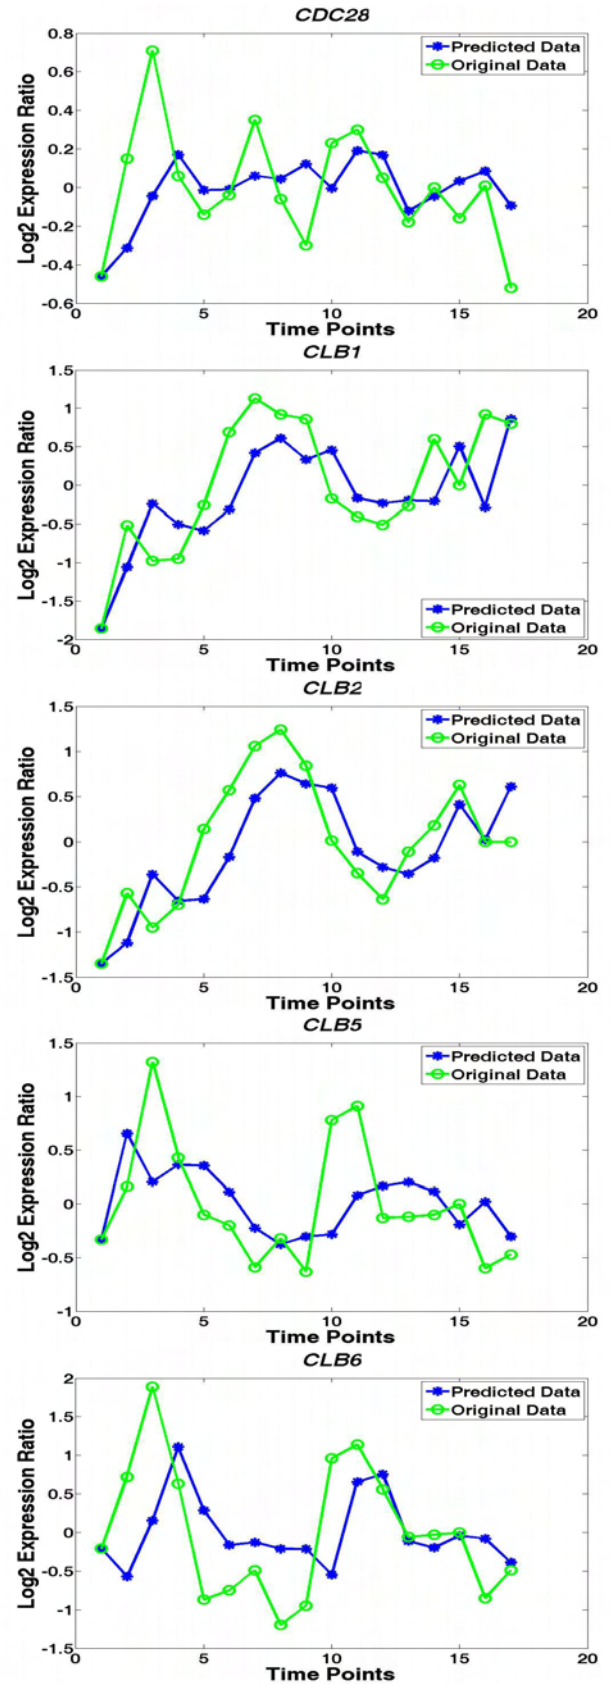 CDC28
0.8
Predicted Data
Original Data
0.6
0.4
0.2
0
-0.2
-0.4
-0.6
0 5 10 15 20
Log2 Expression Ratio
Time Points
CLB1
1.5
1
0.5
0
-0.5
-1
-1.5
-2
Predicted Data
Original Data
0 5 10 15 20
Log2 Expression Ratio
Time Points
CLB2
1.5
Predicted Data
Original Data
1
0.5
0
-0.5
-1
-1.5
0 5 10 15 20
Log2 Expression Ratio
Time Points
CLB5
1.5
Predicted Data
Original Data
1
0.5
0
-0.5
-1
0 5 10 15 20
Log2 Expression Ratio
Time Points
CLB6
2
Predicted Data
Original Data
1.5
1
0.5
0
-0.5
-1
-1.5
0 5 10 15 20
Log2 Expression Ratio
Time Points